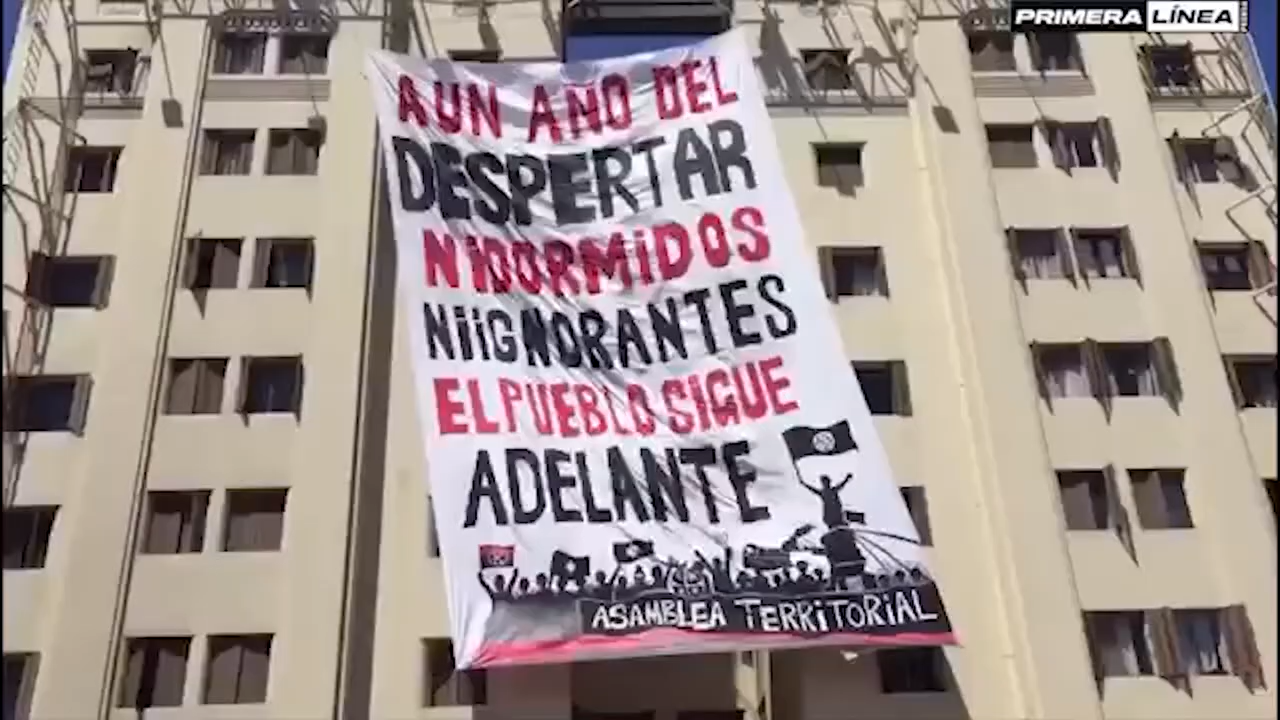 PRIMERA LÍNEA
A UN AÑO DEL
DESPERTAR
Ni DORMiDOS
Ni iGNORANTES
EL PUEBLO SIGUE
ADELANTE
ASAMBLEA TERRiTORiAL